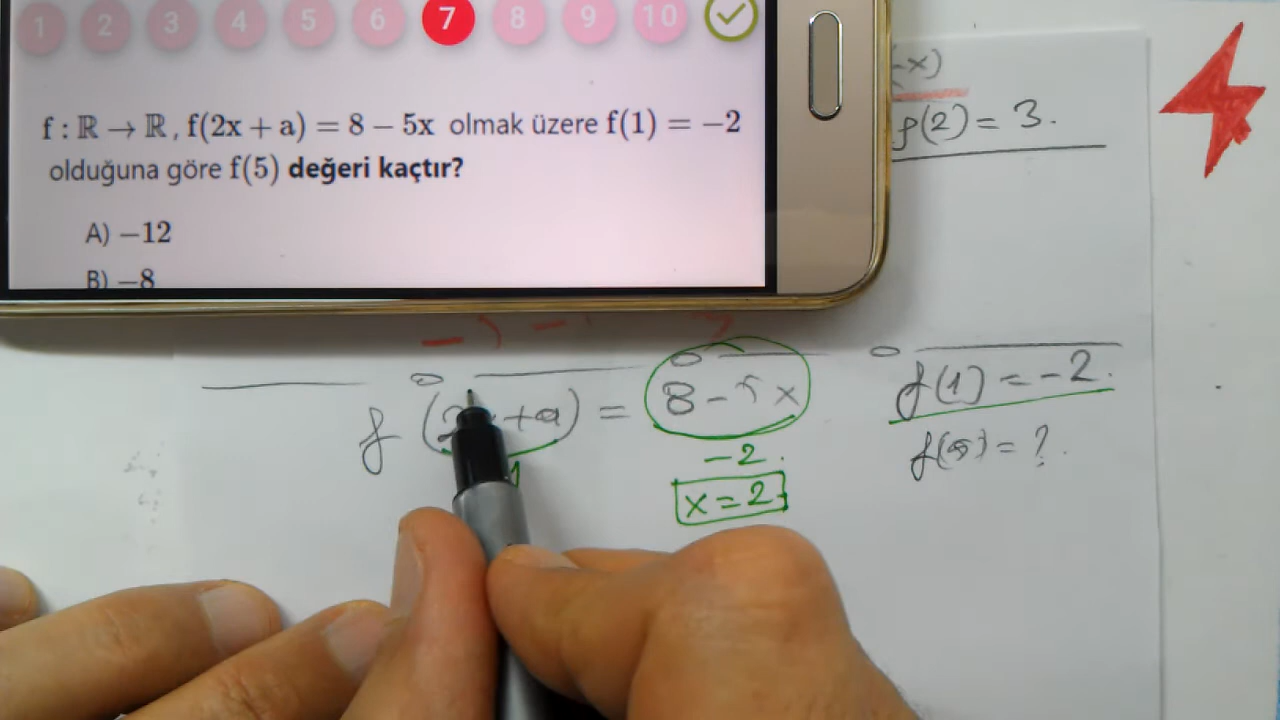 1 2 3 4 5 6 7 8 9 10
f : ℝ → ℝ , f(2x + a) = 8 − 5x olmak üzere f(1) = −2
olduğuna göre f(5) değeri kaçtır?
A) −12
B) −8
-x)
f(2) = 3.
f( +a) = 8 - 5x f(1) = -2.
-2. f(5) = ?
x = 2